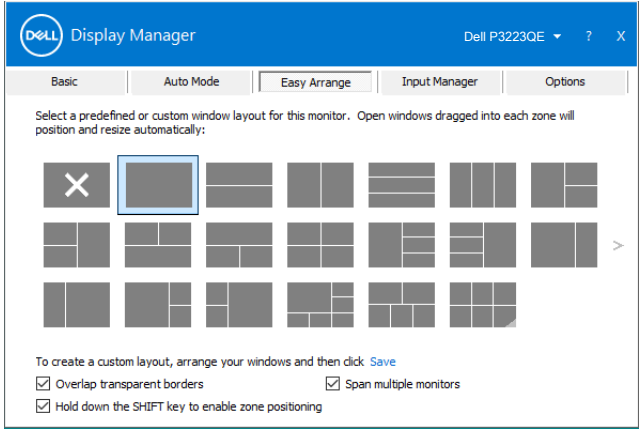 DELL Display Manager Dell P3223QE ? X
Basic Auto Mode Easy Arrange Input Manager Options
Select a predefined or custom window layout for this monitor. Open windows dragged into each zone will
position and resize automatically:
>
To create a custom layout, arrange your windows and then click Save
Overlap transparent borders Span multiple monitors
Hold down the SHIFT key to enable zone positioning